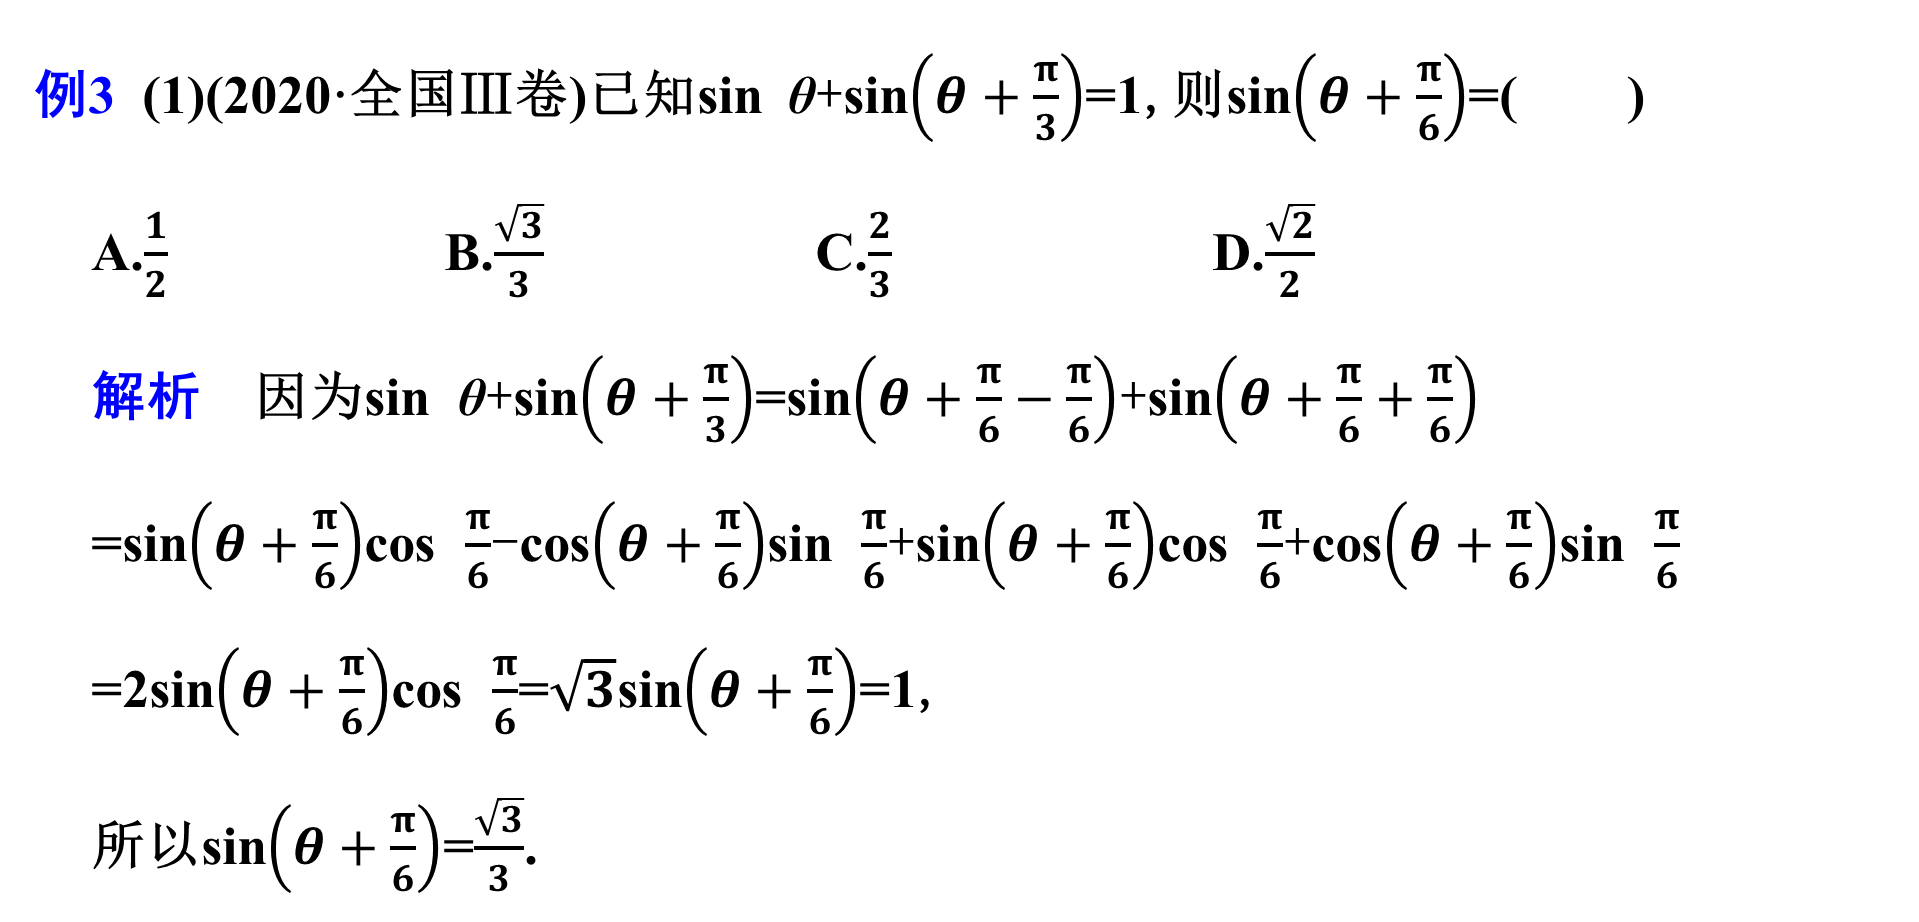 例3 (1)(2020·全国Ⅲ卷)已知sin θ+sin(θ + π/3)=1, 则sin(θ + π/6)=(  )
A.1/2 B.√3/3 C.2/3 D.√2/2
解析 因为sin θ+sin(θ + π/3)=sin(θ + π/6 − π/6)+sin(θ + π/6 + π/6)
=sin(θ + π/6)cos π/6−cos(θ + π/6)sin π/6+sin(θ + π/6)cos π/6+cos(θ + π/6)sin π/6
=2sin(θ + π/6)cos π/6=√3sin(θ + π/6)=1,
所以sin(θ + π/6)=√3/3.